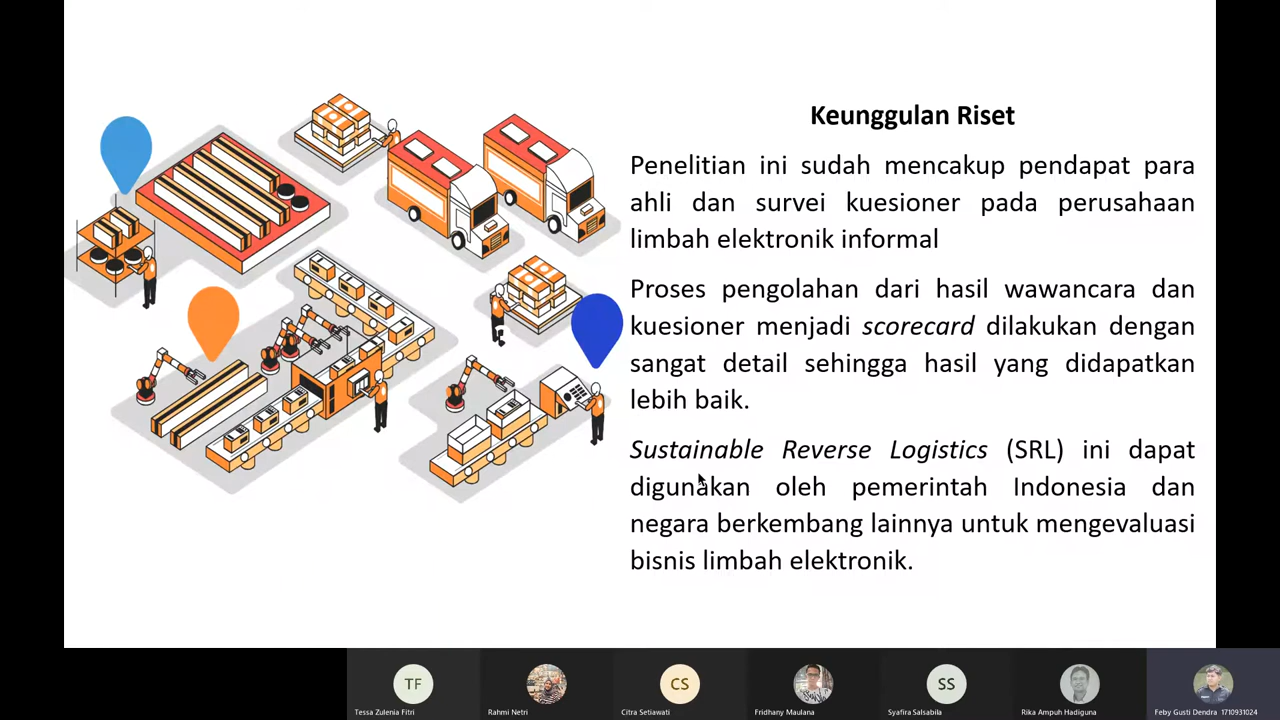 Keunggulan Riset
Penelitian ini sudah mencakup pendapat para
ahli dan survei kuesioner pada perusahaan
limbah elektronik informal
Proses pengolahan dari hasil wawancara dan
kuesioner menjadi scorecard dilakukan dengan
sangat detail sehingga hasil yang didapatkan
lebih baik.
Sustainable Reverse Logistics (SRL) ini dapat
digunakan oleh pemerintah Indonesia dan
negara berkembang lainnya untuk mengevaluasi
bisnis limbah elektronik.
TF
CS
SS
Tessa Zulenia Fitri
Rahmi Netri
Citra Setiawati
Fridhany Maulana
Syafira Salsabila
Rika Ampuh Hadiguna
Feby Gusti Dendra 1710931024